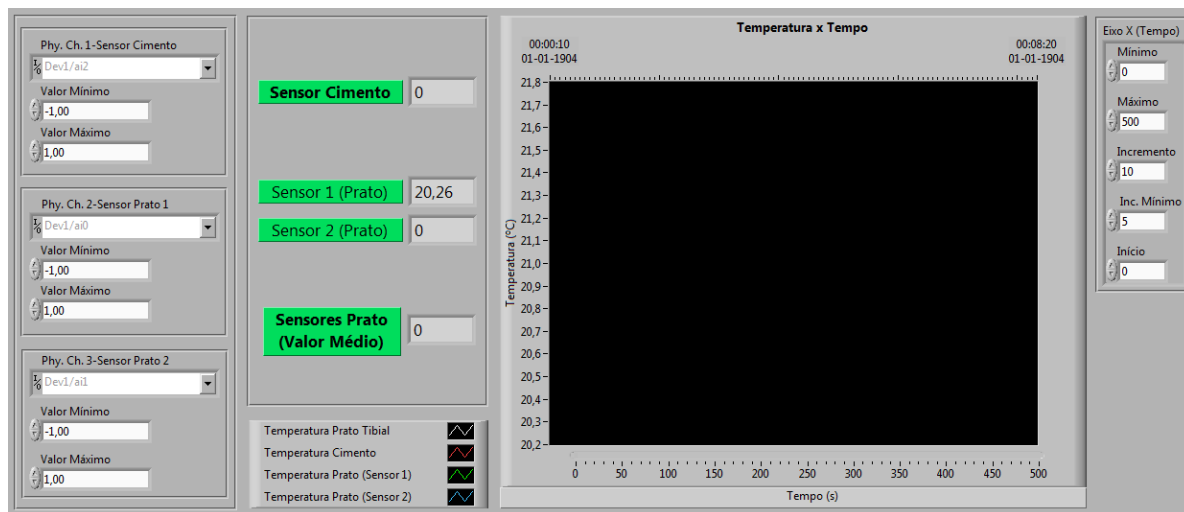 Phy. Ch. 1-Sensor Cimento
Dev1/ai2
Valor Mínimo
-1,00
Valor Máximo
1,00
Phy. Ch. 2-Sensor Prato 1
Dev1/ai0
Valor Mínimo
-1,00
Valor Máximo
1,00
Phy. Ch. 3-Sensor Prato 2
Dev1/ai1
Valor Mínimo
-1,00
Valor Máximo
1,00
Sensor Cimento 0
Sensor 1 (Prato) 20,26
Sensor 2 (Prato) 0
Sensores Prato
(Valor Médio) 0
Temperatura Prato Tibial
Temperatura Cimento
Temperatura Prato (Sensor 1)
Temperatura Prato (Sensor 2)
Temperatura x Tempo
00:00:10 00:08:20
01-01-1904 01-01-1904
Temperatura (ºC)
21,8
21,7
21,6
21,5
21,4
21,3
21,2
21,1
21,0
20,9
20,8
20,7
20,6
20,5
20,4
20,3
20,2
0 50 100 150 200 250 300 350 400 450 500
Tempo (s)
Eixo X (Tempo)
Mínimo
0
Máximo
500
Incremento
10
Inc. Mínimo
5
Início
0